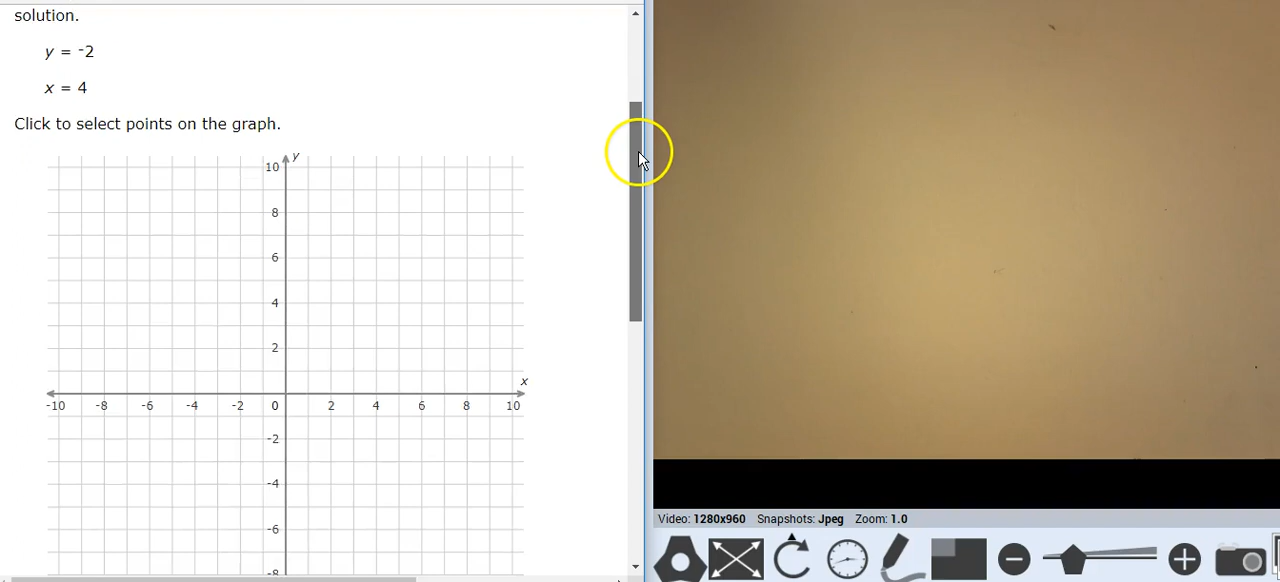 solution.
y = -2
x = 4
Click to select points on the graph.
y
10
8
6
4
2
x
-10 -8 -6 -4 -2 0 2 4 6 8 10
-2
-4
-6
-8
Video: 1280x960 Snapshots: Jpeg Zoom: 1.0